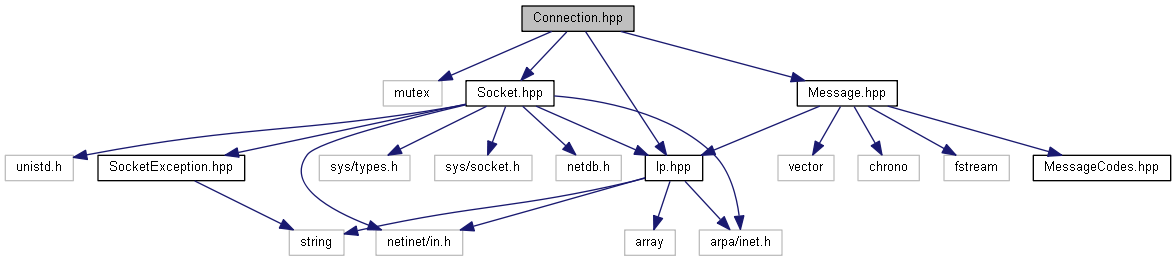 Connection.hpp
mutex
Socket.hpp
Message.hpp
unistd.h
SocketException.hpp
sys/types.h
sys/socket.h
netdb.h
Ip.hpp
vector
chrono
fstream
MessageCodes.hpp
string
netinet/in.h
array
arpa/inet.h